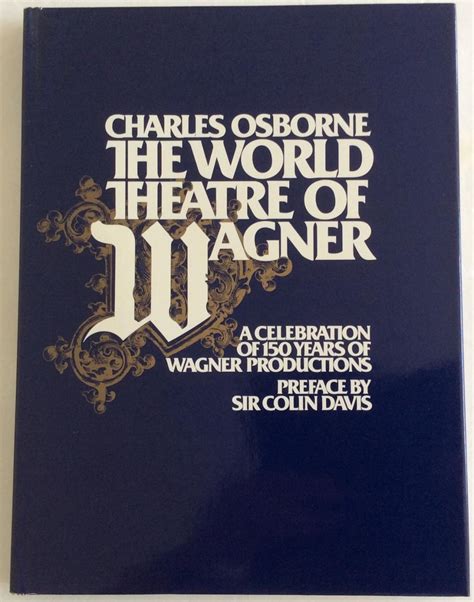 CHARLES OSBORNE
THE WORLD
THEATRE OF
WAGNER
A CELEBRATION
OF 150 YEARS OF
WAGNER PRODUCTIONS
PREFACE BY
SIR COLIN DAVIS